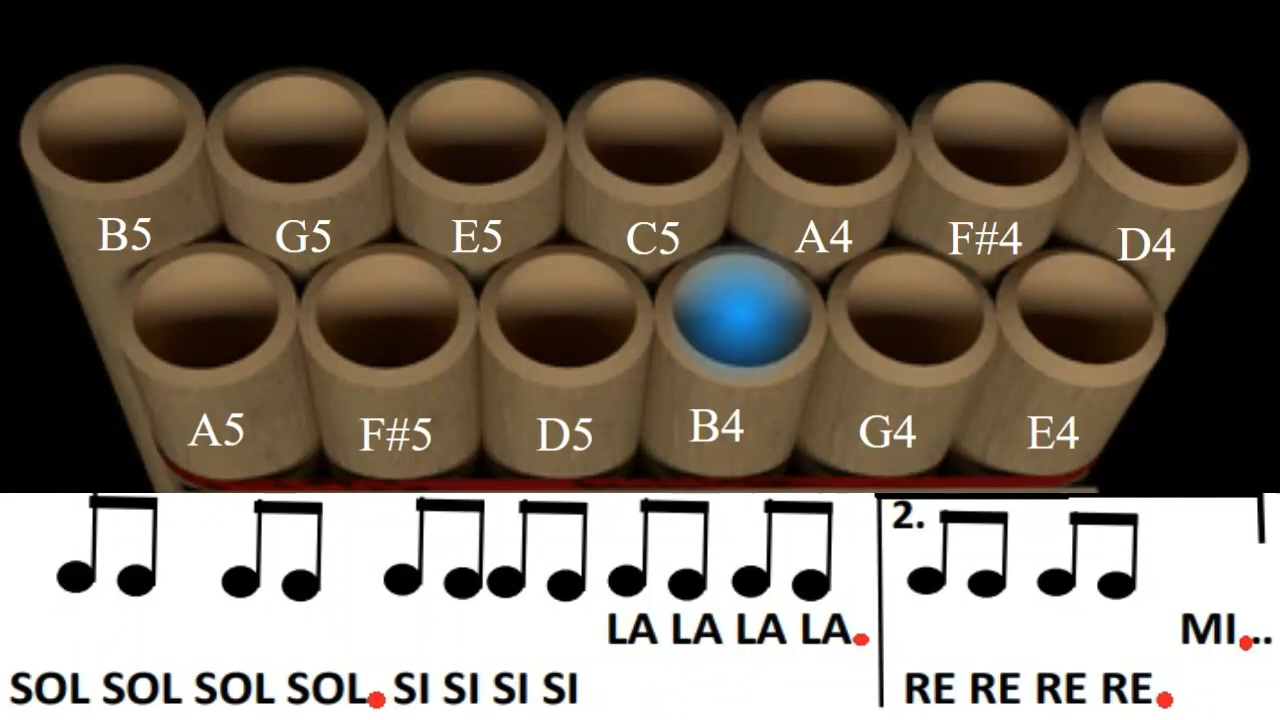 B5 G5 E5 C5 A4 F#4 D4
A5 F#5 D5 B4 G4 E4
2.
LA LA LA LA. MI...
SOL SOL SOL SOL. SI SI SI SI RE RE RE RE.